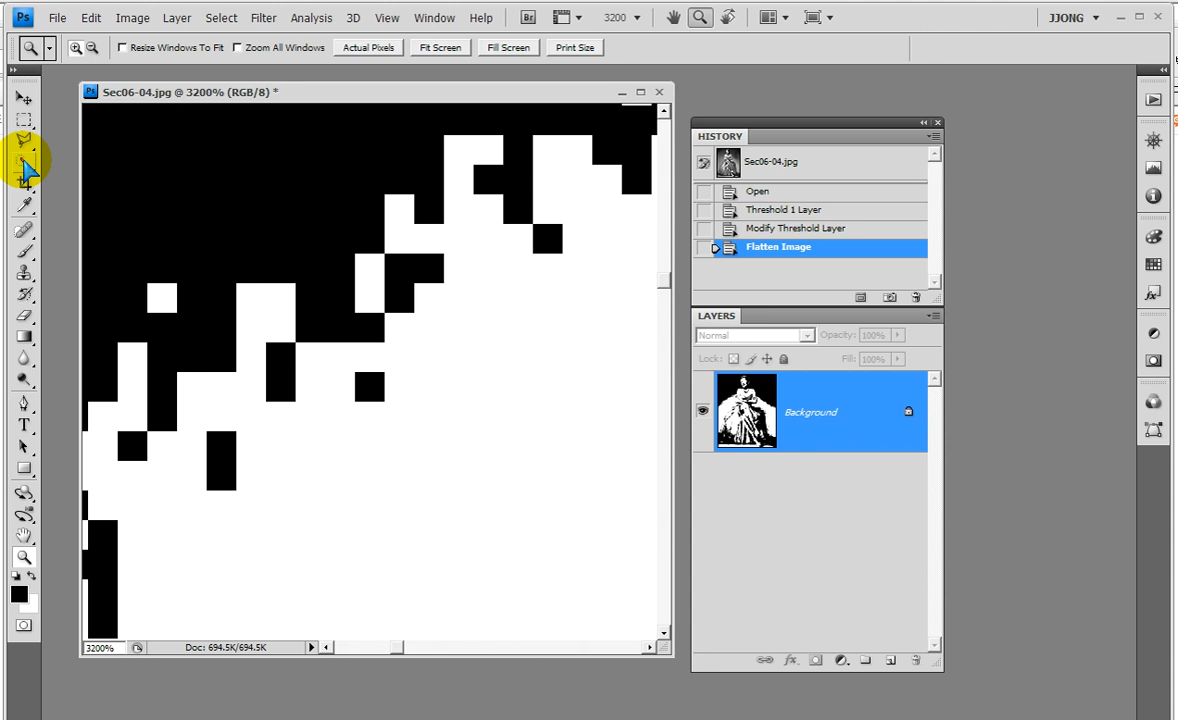 Ps File Edit Image Layer Select Filter Analysis 3D View Window Help Br 3200 JJONG
Resize Windows To Fit Zoom All Windows Actual Pixels Fit Screen Fill Screen Print Size
Ps Sec06-04.jpg @ 3200% (RGB/8) *
HISTORY
Sec06-04.jpg
Open
Threshold 1 Layer
Modify Threshold Layer
Flatten Image
LAYERS
Normal Opacity: 100%
Lock: Fill: 100%
Background
T
3200% Doc: 694.5K/694.5K
fx